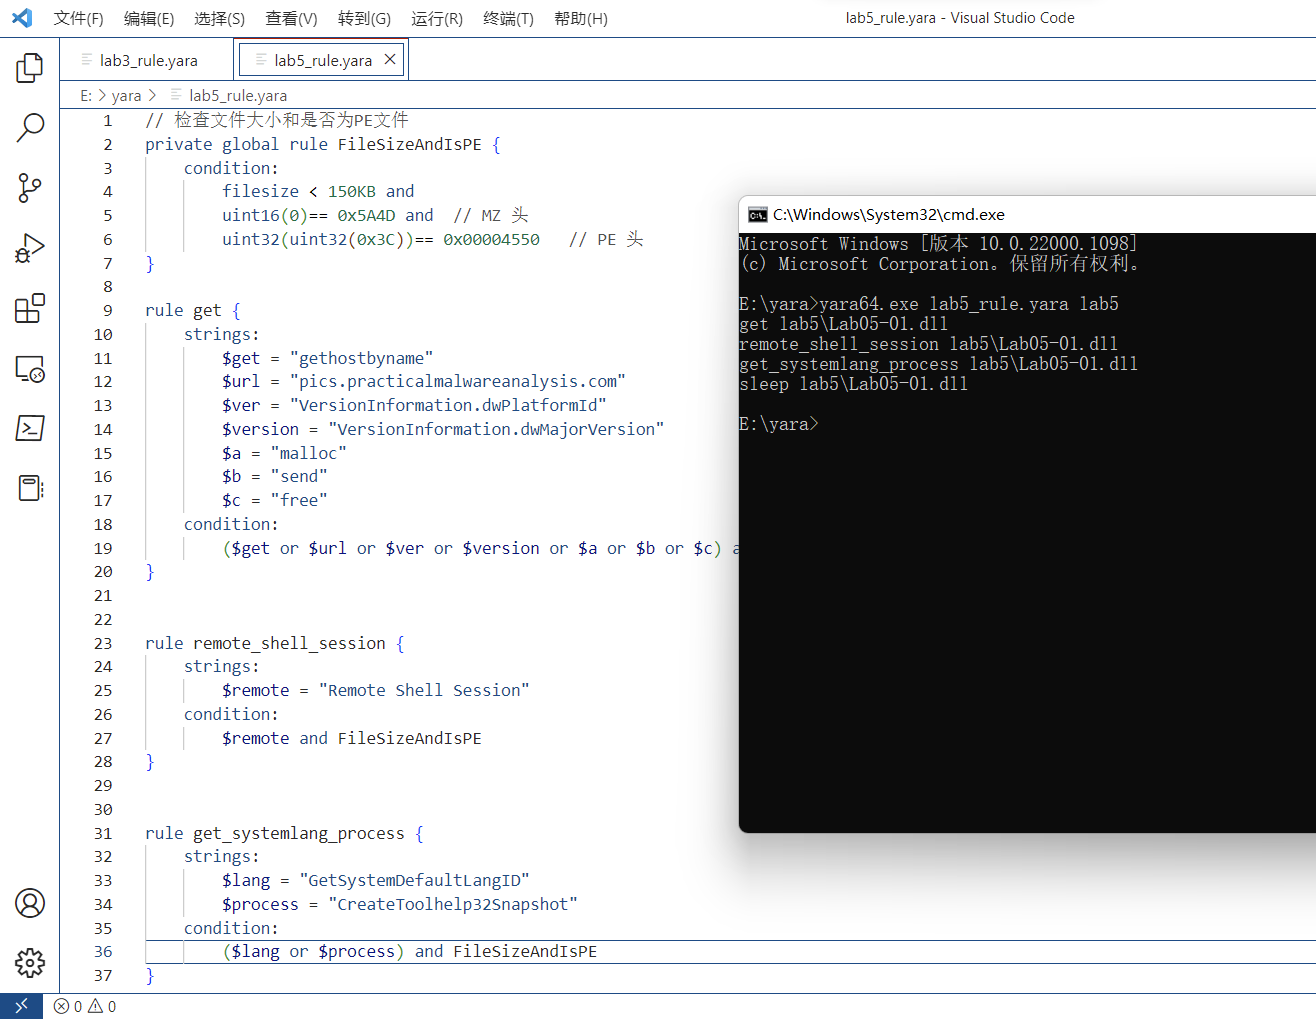 文件(F) 编辑(E) 选择(S) 查看(V) 转到(G) 运行(R) 终端(T) 帮助(H) lab5_rule.yara - Visual Studio Code
lab3_rule.yara lab5_rule.yara
E: > yara > lab5_rule.yara
1 // 检查文件大小和是否为PE文件
2 private global rule FileSizeAndIsPE {
3 condition:
4 filesize < 150KB and
5 uint16(0)== 0x5A4D and // MZ 头
6 uint32(uint32(0x3C))== 0x00004550 // PE 头
7 }
8
9 rule get {
10 strings:
11 $get = "gethostbyname"
12 $url = "pics.practicalmalwareanalysis.com"
13 $ver = "VersionInformation.dwPlatformId"
14 $version = "VersionInformation.dwMajorVersion"
15 $a = "malloc"
16 $b = "send"
17 $c = "free"
18 condition:
19 ($get or $url or $ver or $version or $a or $b or $c) a
20 }
21
22
23 rule remote_shell_session {
24 strings:
25 $remote = "Remote Shell Session"
26 condition:
27 $remote and FileSizeAndIsPE
28 }
29
30
31 rule get_systemlang_process {
32 strings:
33 $lang = "GetSystemDefaultLangID"
34 $process = "CreateToolhelp32Snapshot"
35 condition:
36 ($lang or $process) and FileSizeAndIsPE
37 }
C:\Windows\System32\cmd.exe
Microsoft Windows [版本 10.0.22000.1098]
(c) Microsoft Corporation。保留所有权利。
E:\yara>yara64.exe lab5_rule.yara lab5
get lab5\Lab05-01.dll
remote_shell_session lab5\Lab05-01.dll
get_systemlang_process lab5\Lab05-01.dll
sleep lab5\Lab05-01.dll
E:\yara>
0 0